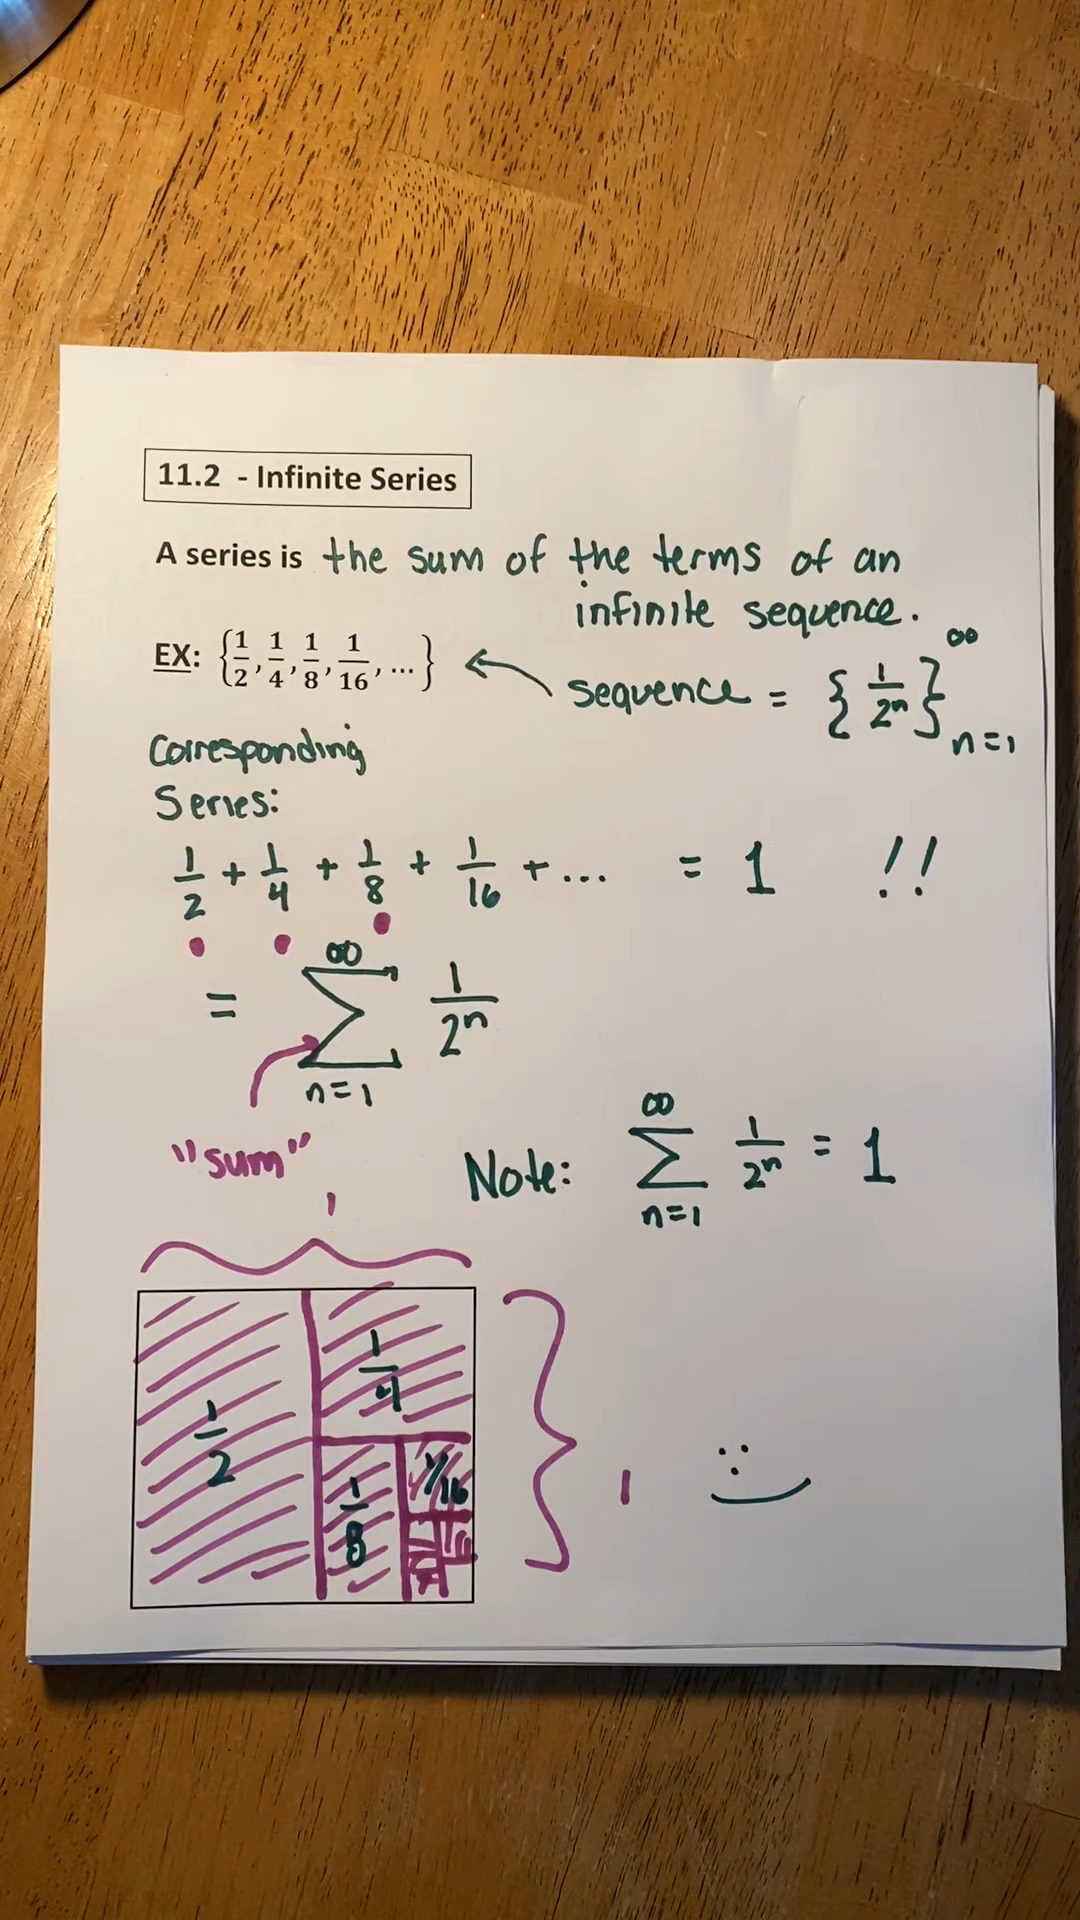 11.2 - Infinite Series
A series is the sum of the terms of an
infinite sequence.
EX: {1/2, 1/4, 1/8, 1/16, ...}
sequence = {1/2ⁿ}∞ n=1
Corresponding
Series:
1/2 + 1/4 + 1/8 + 1/16 + ... = 1 !!
= ∞ Σ n=1 1/2ⁿ
"sum"
Note: ∞ Σ n=1 1/2ⁿ = 1
1
1/2
1/4
1/8
1/16
1